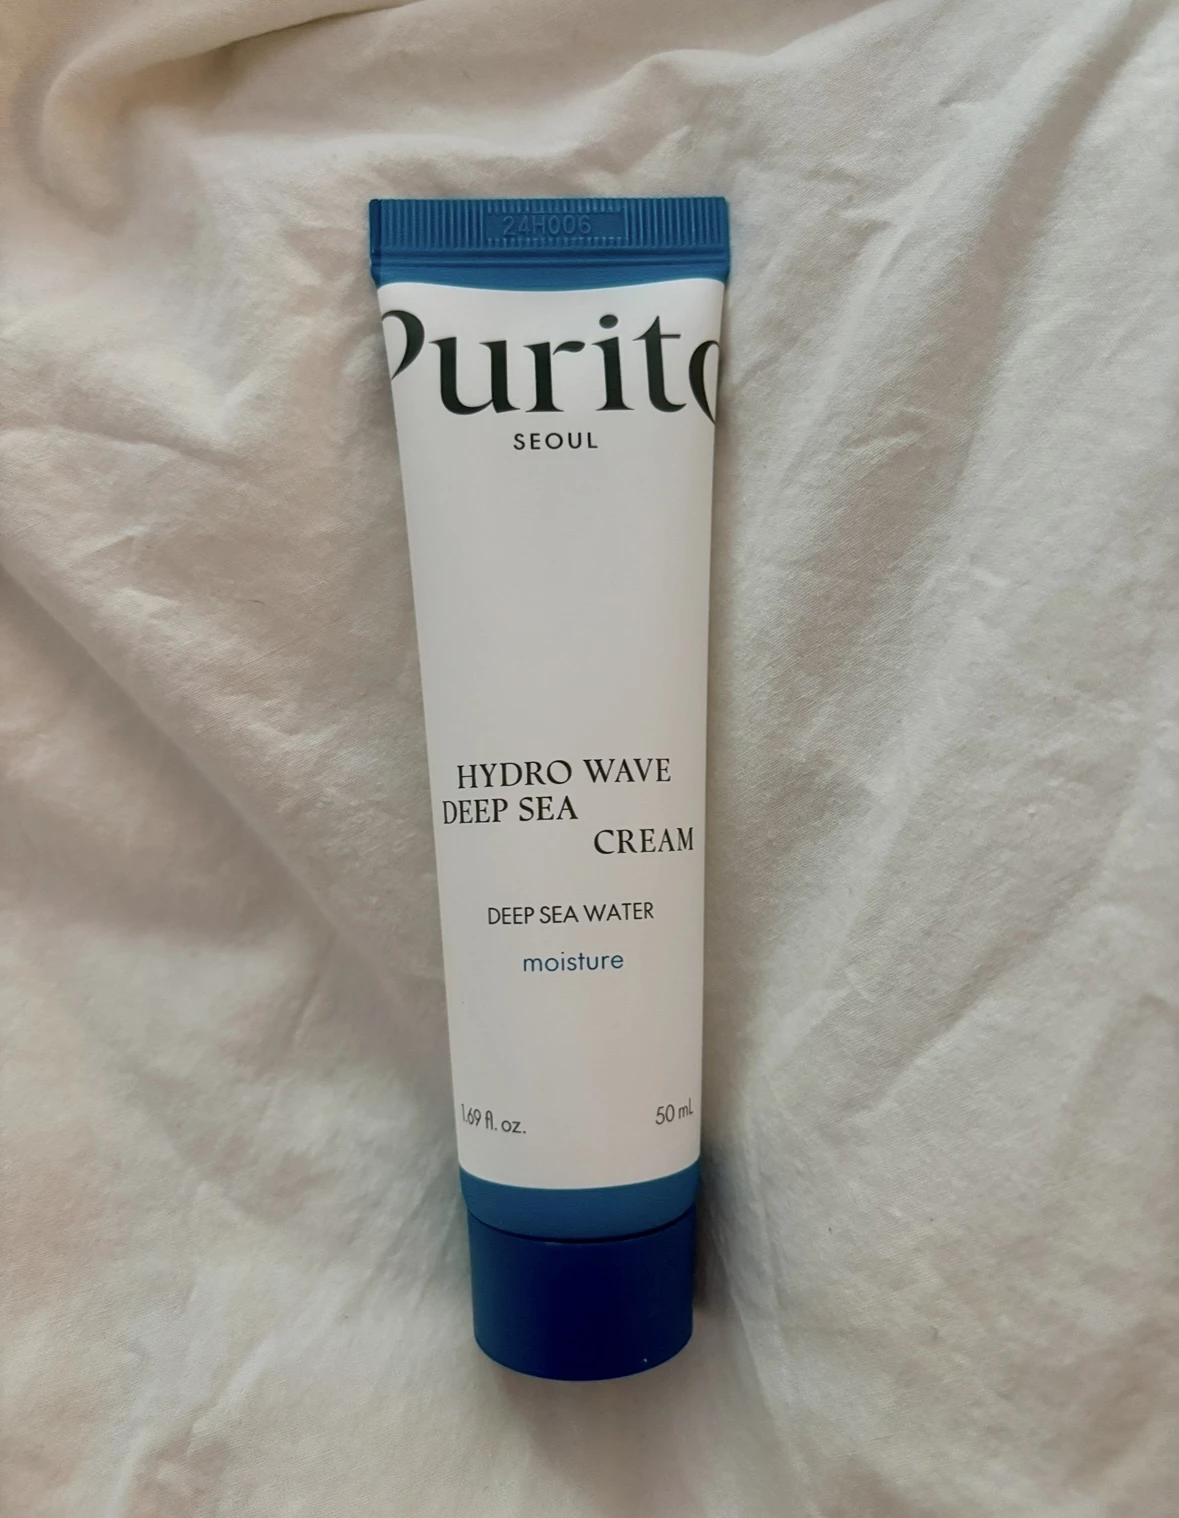 24H006
Purito
SEOUL
HYDRO WAVE
DEEP SEA
CREAM
DEEP SEA WATER
moisture
1.69 fl. oz. 50 mL